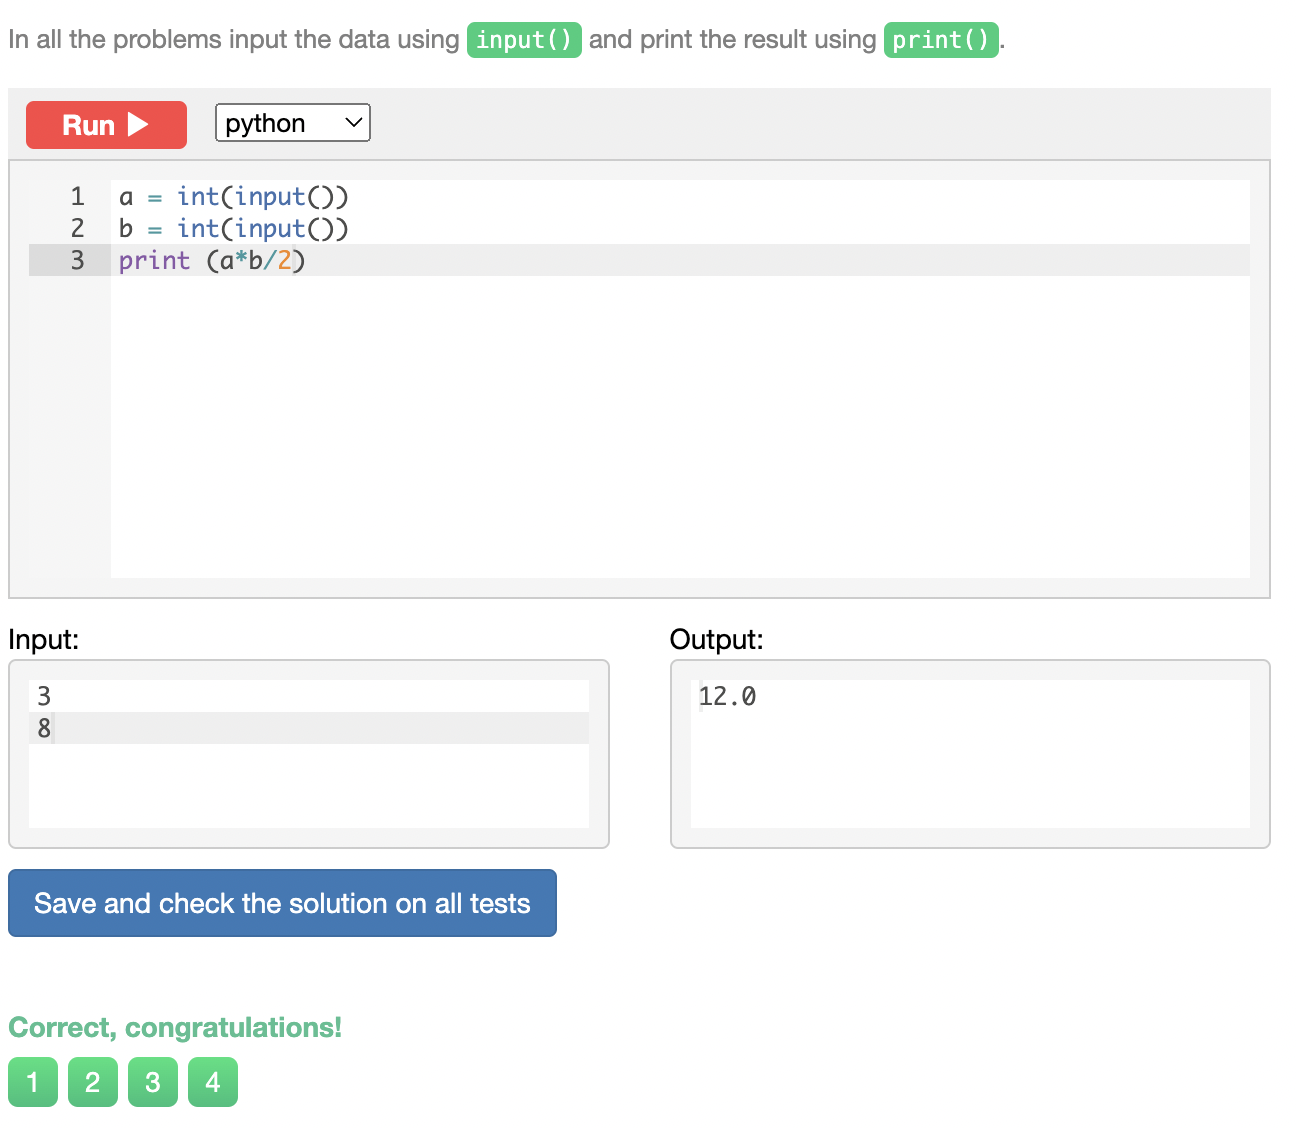 In all the problems input the data using input() and print the result using print().
Run ▶ python
1 a = int(input())
2 b = int(input())
3 print (a*b/2)
Input: Output:
3 12.0
8
Save and check the solution on all tests
Correct, congratulations!
1 2 3 4